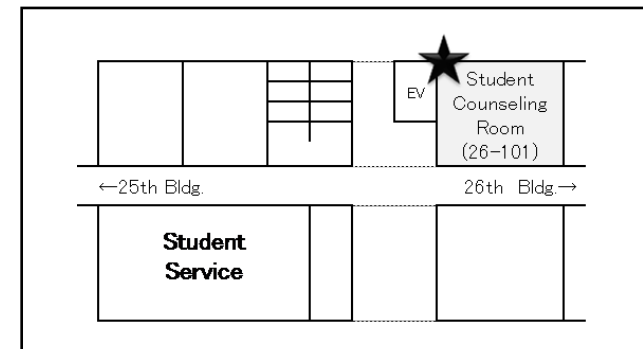 EV
Student
Counseling
Room
(26-101)
←25th Bldg.
26th Bldg.→
Student
Service